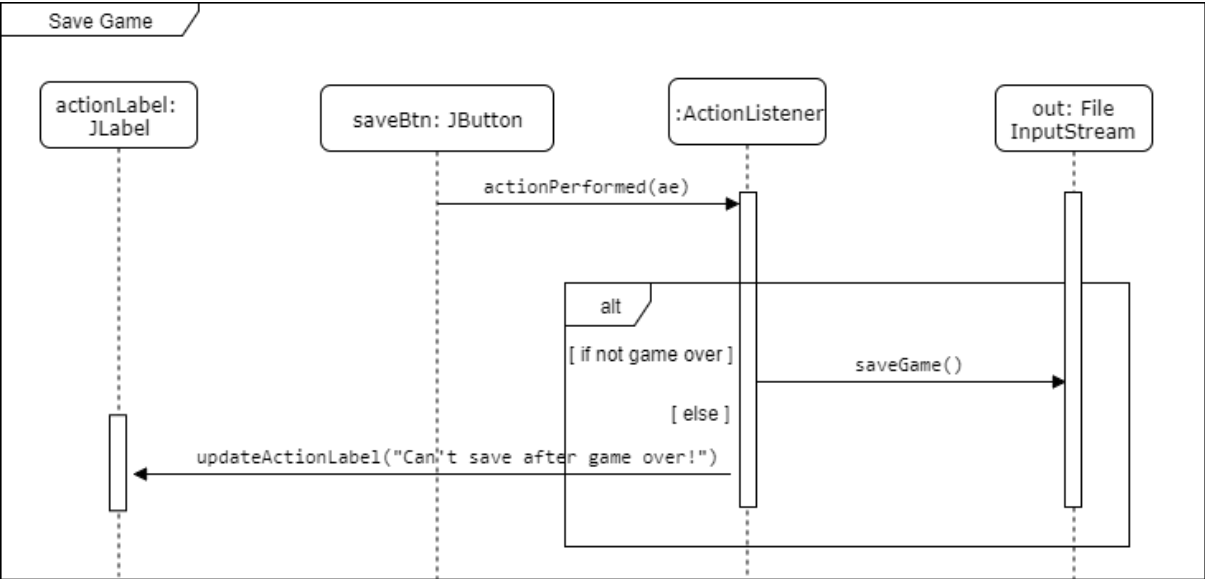 Save Game
actionLabel:
JLabel
saveBtn: JButton
:ActionListener
out: File
InputStream
actionPerformed(ae)
alt
[ if not game over ]
saveGame()
[ else ]
updateActionLabel("Can't save after game over!")